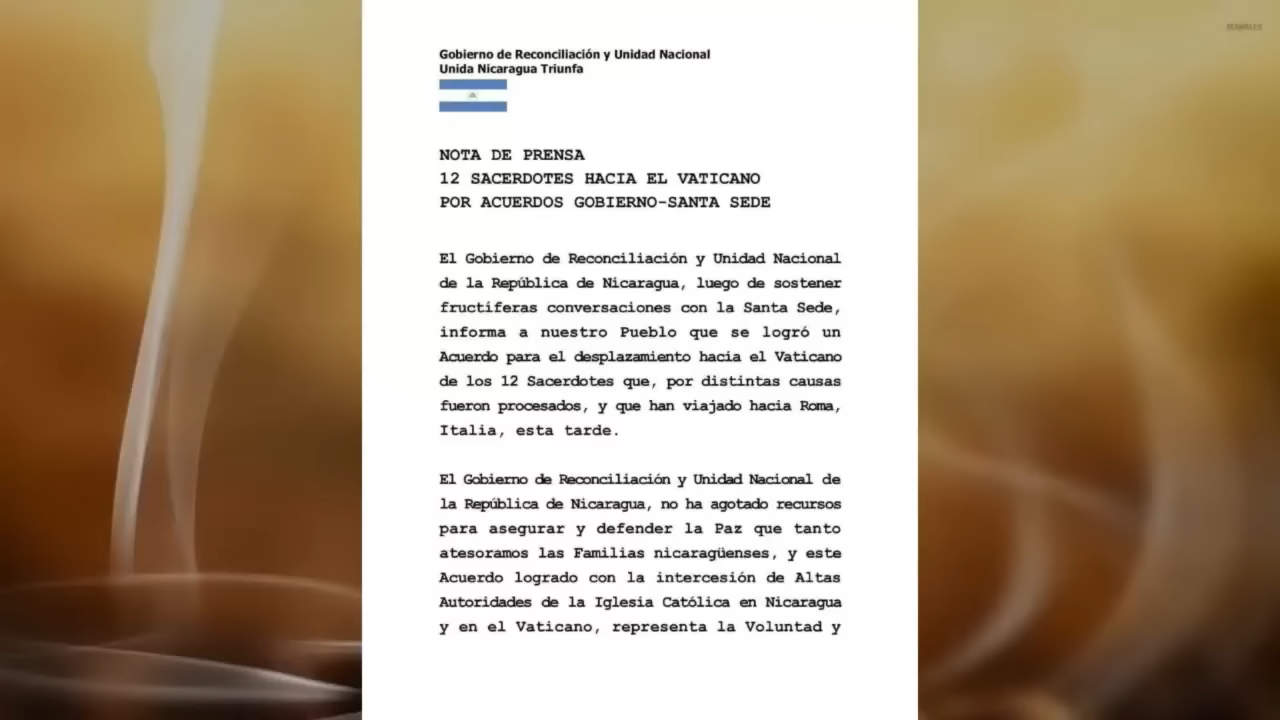 Gobierno de Reconciliación y Unidad Nacional
Unida Nicaragua Triunfa
NOTA DE PRENSA
12 SACERDOTES HACIA EL VATICANO
POR ACUERDOS GOBIERNO-SANTA SEDE
El Gobierno de Reconciliación y Unidad Nacional
de la República de Nicaragua, luego de sostener
fructíferas conversaciones con la Santa Sede,
informa a nuestro Pueblo que se logró un
Acuerdo para el desplazamiento hacia el Vaticano
de los 12 Sacerdotes que, por distintas causas
fueron procesados, y que han viajado hacia Roma,
Italia, esta tarde.
El Gobierno de Reconciliación y Unidad Nacional de
la República de Nicaragua, no ha agotado recursos
para asegurar y defender la Paz que tanto
atesoramos las Familias nicaragüenses, y este
Acuerdo logrado con la intercesión de Altas
Autoridades de la Iglesia Católica en Nicaragua
y en el Vaticano, representa la Voluntad y